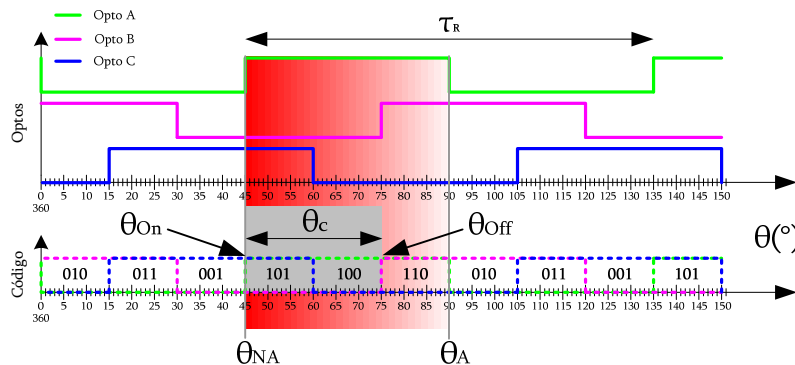 Opto A
Opto B
Opto C
τR
Optos
0 5 10 15 20 25 30 35 40 45 50 55 60 65 70 75 80 85 90 95 100 105 110 115 120 125 130 135 140 145 150
360
θOn
θc
θOff
θ(°)
Código
010 011 001 101 100 110 010 011 001 101
0 5 10 15 20 25 30 35 40 45 50 55 60 65 70 75 80 85 90 95 100 105 110 115 120 125 130 135 140 145 150
360
θNA
θA